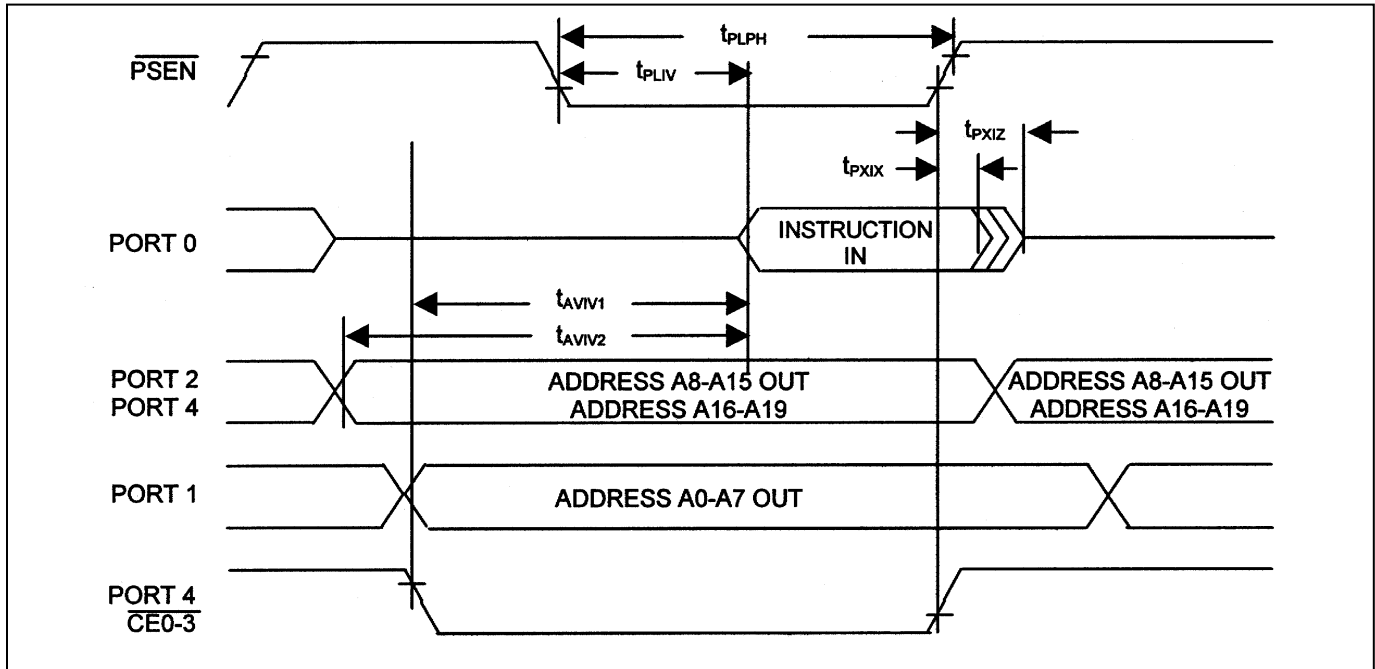 tPLPH
PSEN
tPLIV
tPXIZ
tPXIX
PORT 0
INSTRUCTION
IN
tAVIV1
tAVIV2
PORT 2
PORT 4
ADDRESS A8-A15 OUT
ADDRESS A16-A19
ADDRESS A8-A15 OUT
ADDRESS A16-A19
PORT 1
ADDRESS A0-A7 OUT
PORT 4
CE0-3